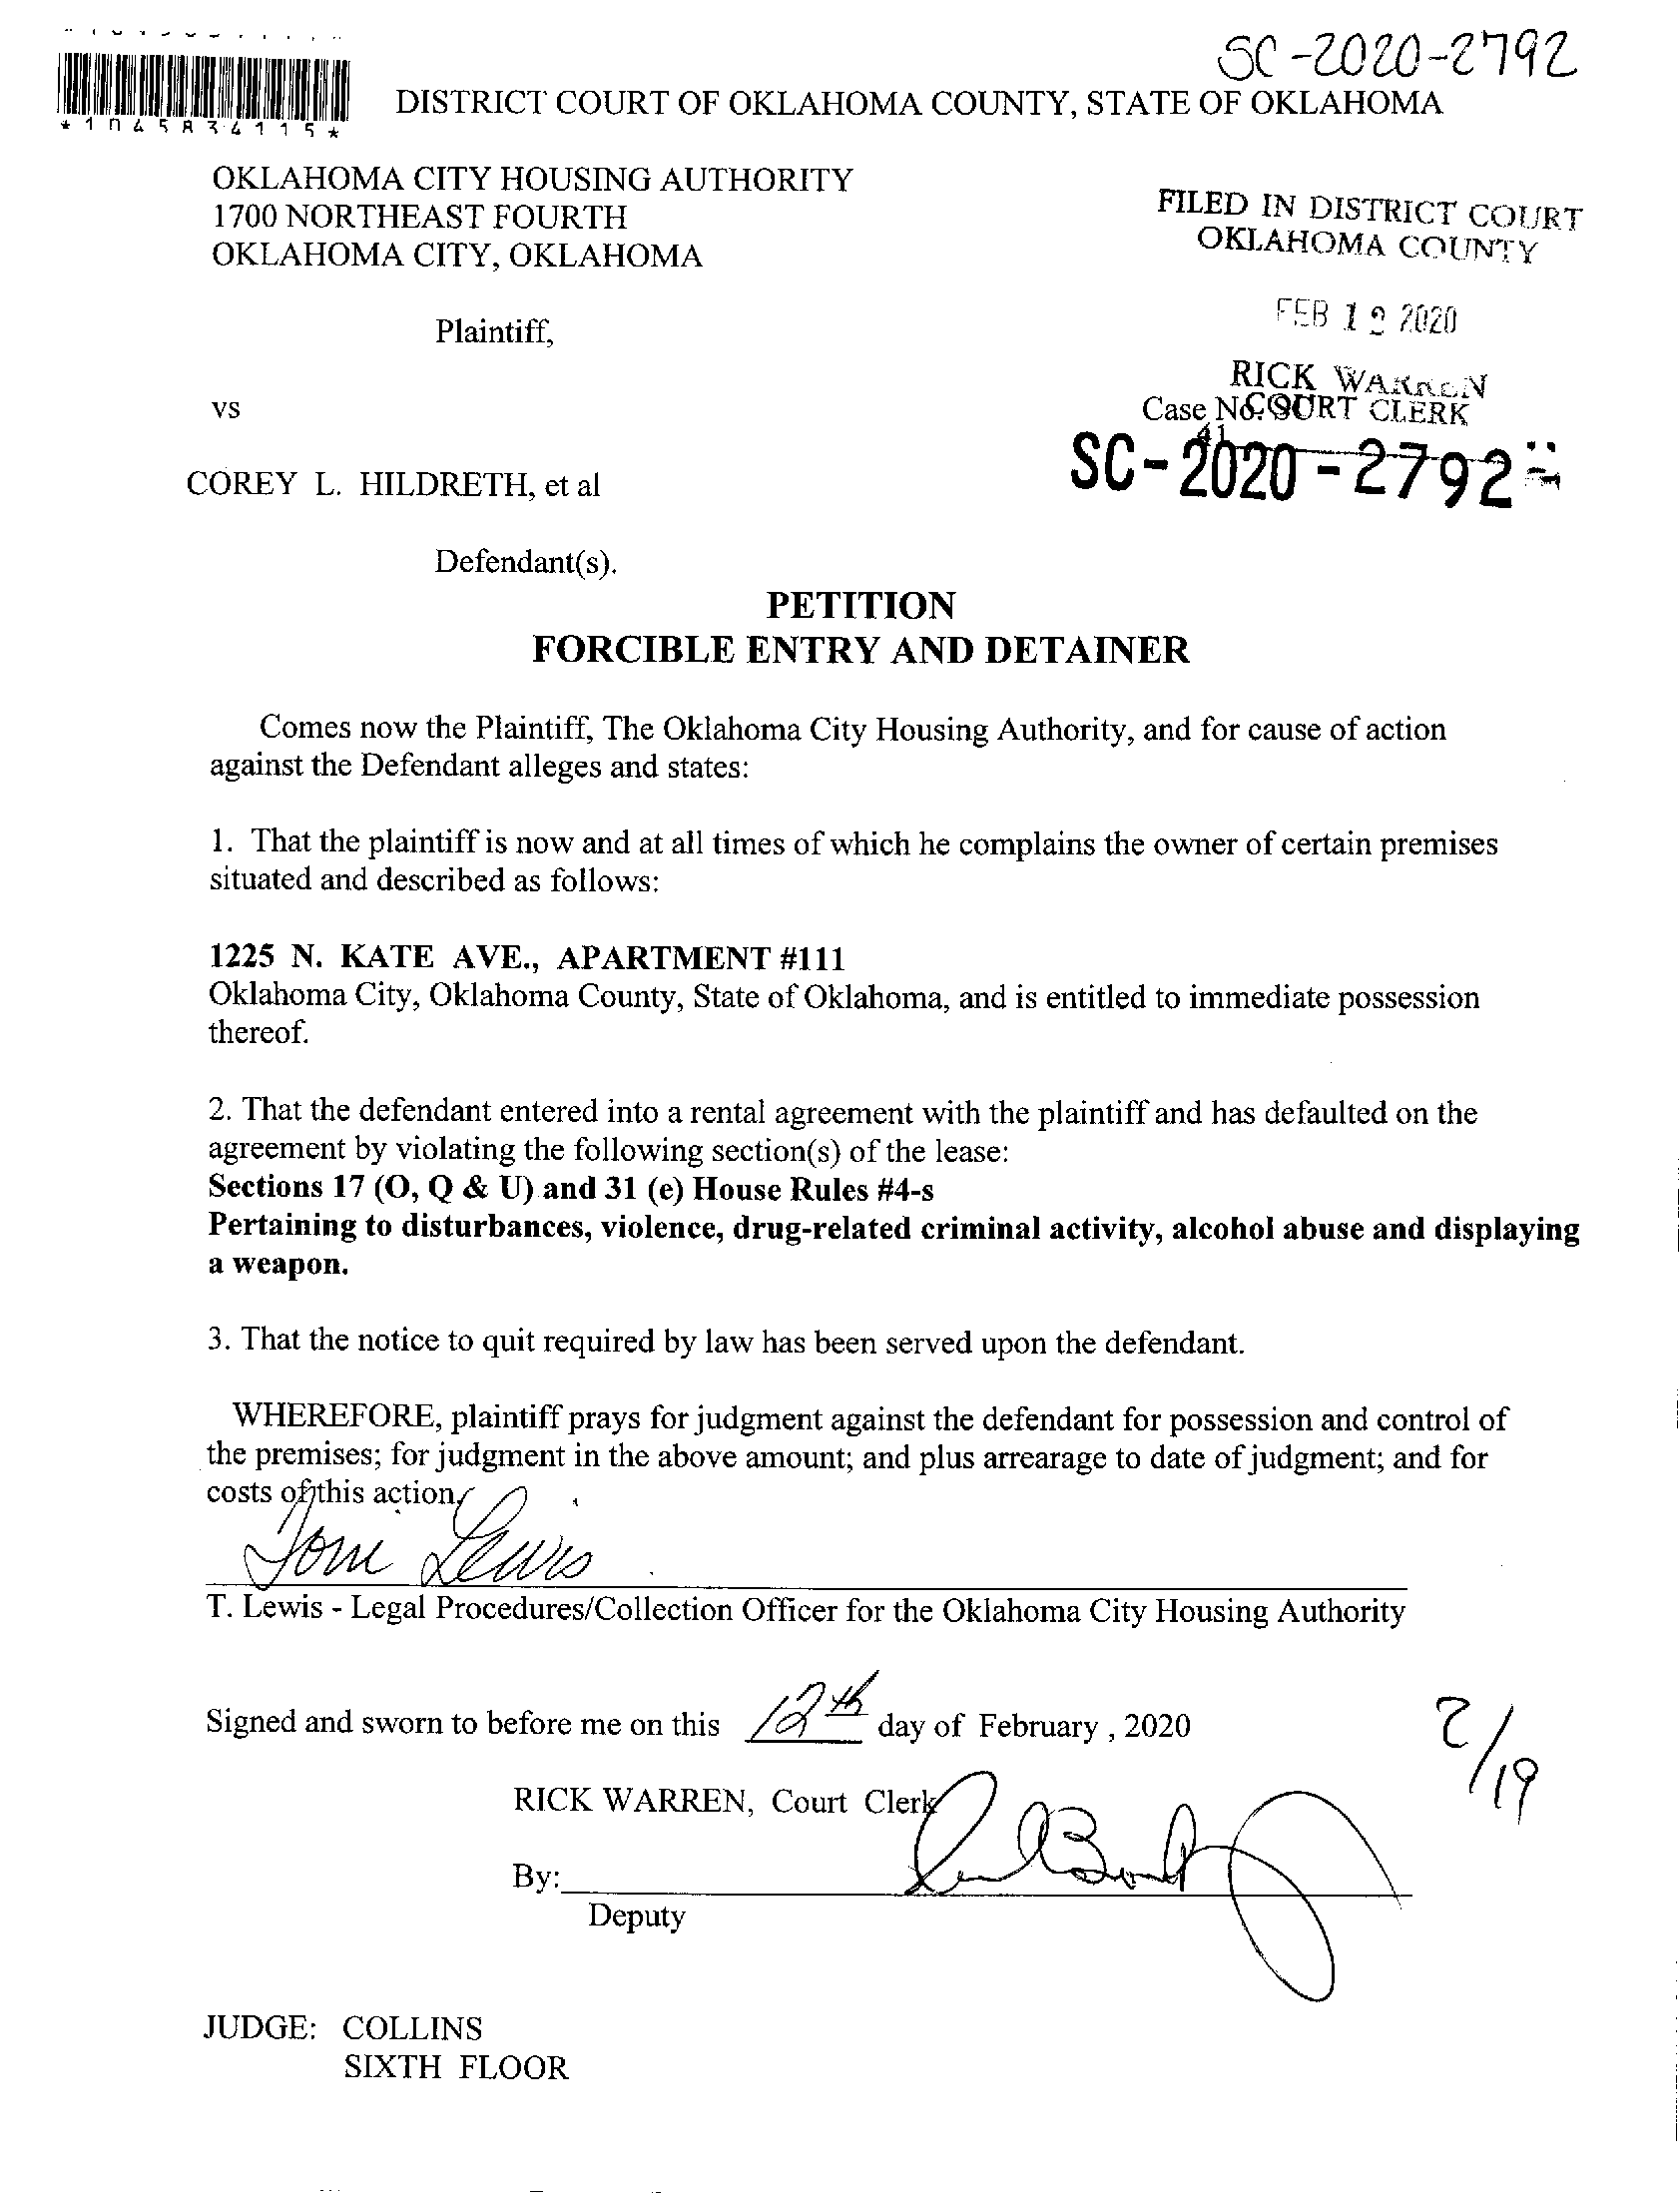 SC-2020-2792
DISTRICT COURT OF OKLAHOMA COUNTY, STATE OF OKLAHOMA
*1045834115*
OKLAHOMA CITY HOUSING AUTHORITY
1700 NORTHEAST FOURTH
OKLAHOMA CITY, OKLAHOMA
FILED IN DISTRICT COURT
OKLAHOMA COUNTY
FEB 12 2020
Plaintiff,
RICK WARREN
COURT CLERK
vs
Case No.
41
SC-2020-2792
COREY L. HILDRETH, et al
Defendant(s).
PETITION
FORCIBLE ENTRY AND DETAINER
Comes now the Plaintiff, The Oklahoma City Housing Authority, and for cause of action
against the Defendant alleges and states:
1. That the plaintiff is now and at all times of which he complains the owner of certain premises
situated and described as follows:
1225 N. KATE AVE., APARTMENT #111
Oklahoma City, Oklahoma County, State of Oklahoma, and is entitled to immediate possession
thereof.
2. That the defendant entered into a rental agreement with the plaintiff and has defaulted on the
agreement by violating the following section(s) of the lease:
Sections 17 (O, Q & U) and 31 (e) House Rules #4-s
Pertaining to disturbances, violence, drug-related criminal activity, alcohol abuse and displaying
a weapon.
3. That the notice to quit required by law has been served upon the defendant.
WHEREFORE, plaintiff prays for judgment against the defendant for possession and control of
the premises; for judgment in the above amount; and plus arrearage to date of judgment; and for
costs of this action.
Toni Lewis
T. Lewis - Legal Procedures/Collection Officer for the Oklahoma City Housing Authority
Signed and sworn to before me on this 12th day of February , 2020
2/19
RICK WARREN, Court Clerk
By:
Deputy
JUDGE: COLLINS
SIXTH FLOOR